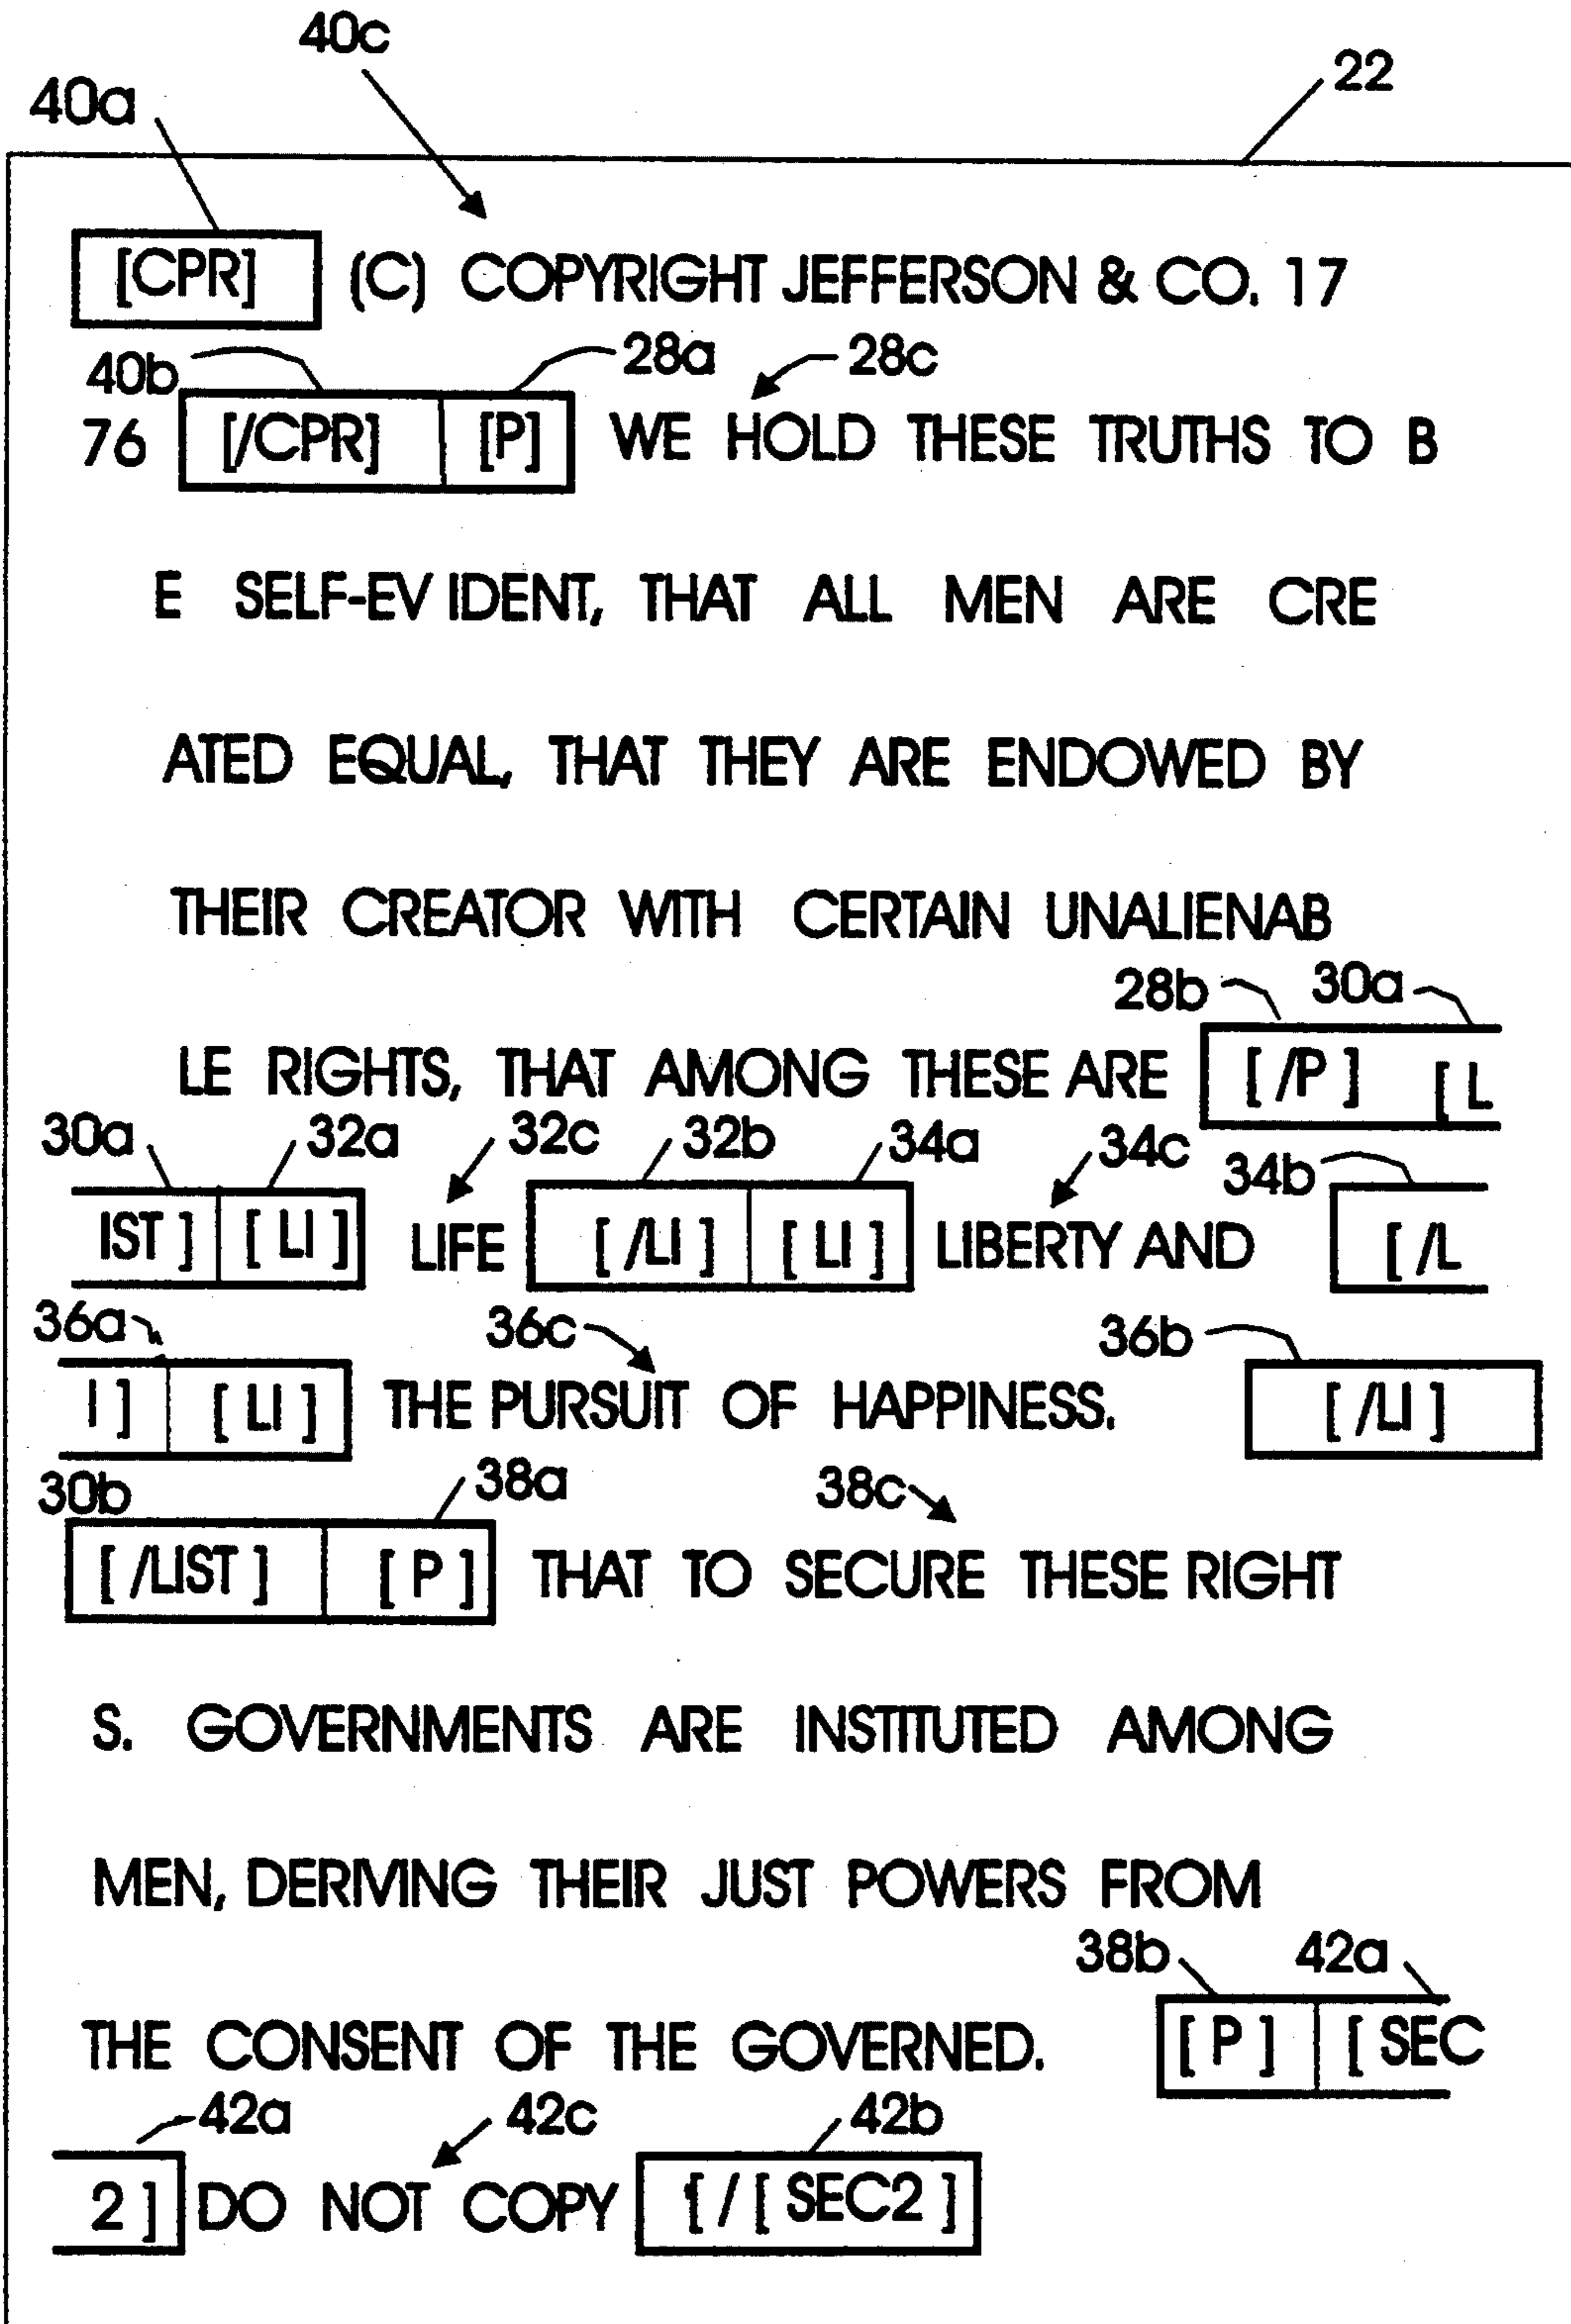 40c
40a
22
[CPR] (C) COPYRIGHT JEFFERSON & CO. 17
40b 28a 28c
76 [/CPR] [P] WE HOLD THESE TRUTHS TO B
E SELF-EV IDENT, THAT ALL MEN ARE CRE
ATED EQUAL, THAT THEY ARE ENDOWED BY
THEIR CREATOR WITH CERTAIN UNALIENAB
28b 30a
LE RIGHTS, THAT AMONG THESE ARE [ /P ] [ L
30a 32a 32c 32b 34a 34c 34b
IST ] [ LI ] LIFE [ /LI ] [ LI ] LIBERTY AND [ /L
36a 36c 36b
I ] [ LI ] THE PURSUIT OF HAPPINESS. [ /LI ]
30b 38a 38c
[ /LIST ] [ P ] THAT TO SECURE THESE RIGHT
S. GOVERNMENTS ARE INSTITUTED AMONG
MEN, DERIVING THEIR JUST POWERS FROM
38b 42a
THE CONSENT OF THE GOVERNED. [ P ] [ SEC
42a 42c 42b
2 ] DO NOT COPY [ / [ SEC2 ]